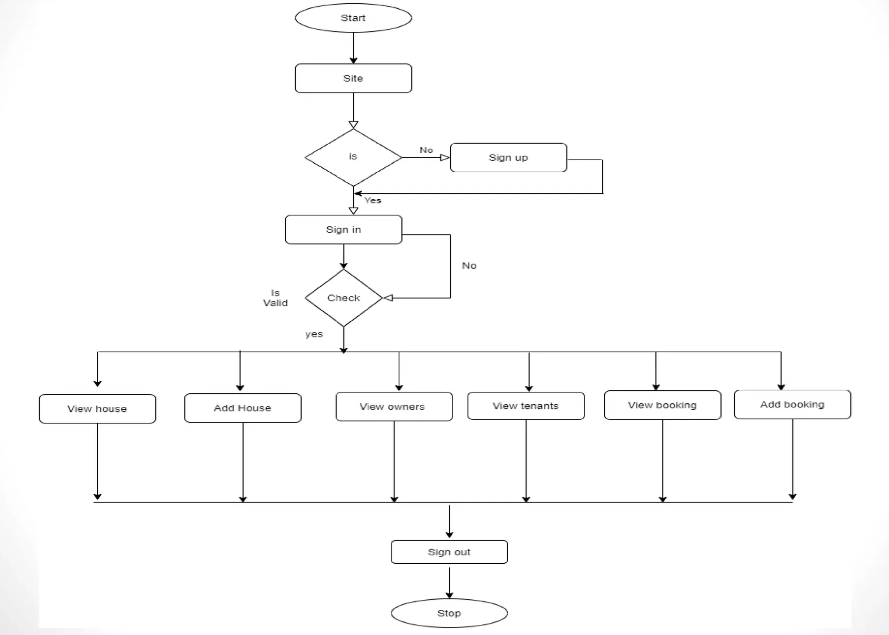 Start
Site
is
No
Sign up
Yes
Sign in
No
Is
Valid
Check
yes
View house
Add House
View owners
View tenants
View booking
Add booking
Sign out
Stop